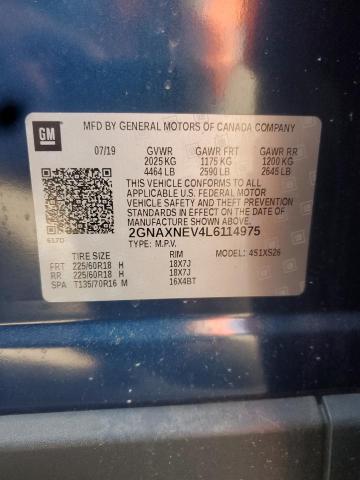 GM
MFD BY GENERAL MOTORS OF CANADA COMPANY
07/19 GVWR GAWR FRT GAWR RR
2025 KG 1175 KG 1200 KG
4464 LB 2590 LB 2645 LB
THIS VEHICLE CONFORMS TO ALL
APPLICABLE U.S. FEDERAL MOTOR
VEHICLE SAFETY AND THEFT
PREVENTION STANDARDS IN EFFECT ON
THE DATE OF MANUFACTURE SHOWN ABOVE.
2GNAXNEV4L6114975
617D TYPE: M.P.V. MODEL: 4S1XS26
TIRE SIZE RIM
FRT 225/60R18 H 18X7J
RR 225/60R18 H 18X7J
SPA T135/70R16 M 16X4BT